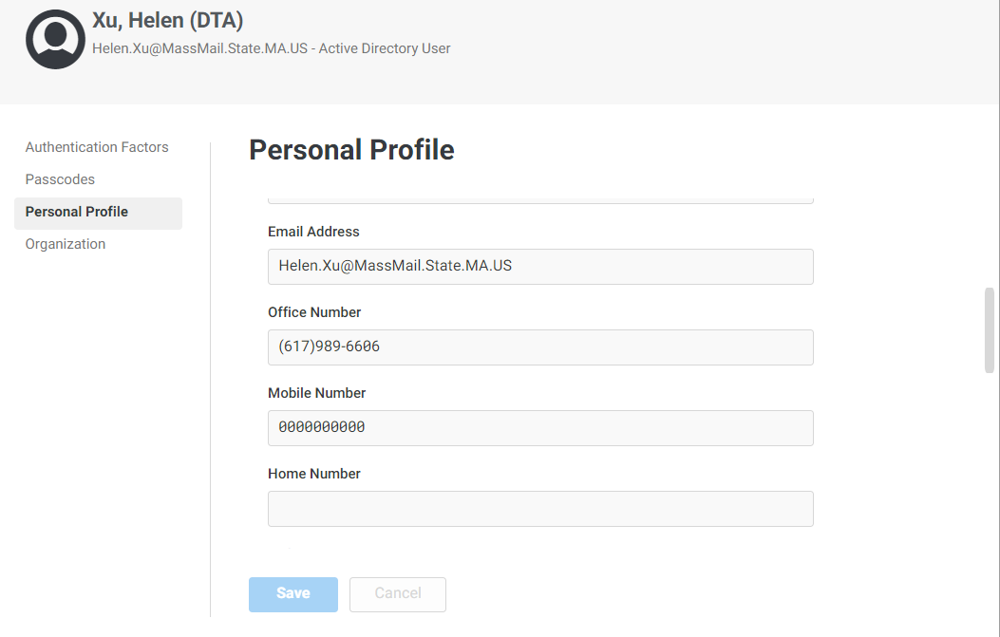 Xu, Helen (DTA)
Helen.Xu@MassMail.State.MA.US - Active Directory User
Authentication Factors
Passcodes
Personal Profile
Organization
Personal Profile
Email Address
Helen.Xu@MassMail.State.MA.US
Office Number
(617)989-6606
Mobile Number
0000000000
Home Number
Save
Cancel